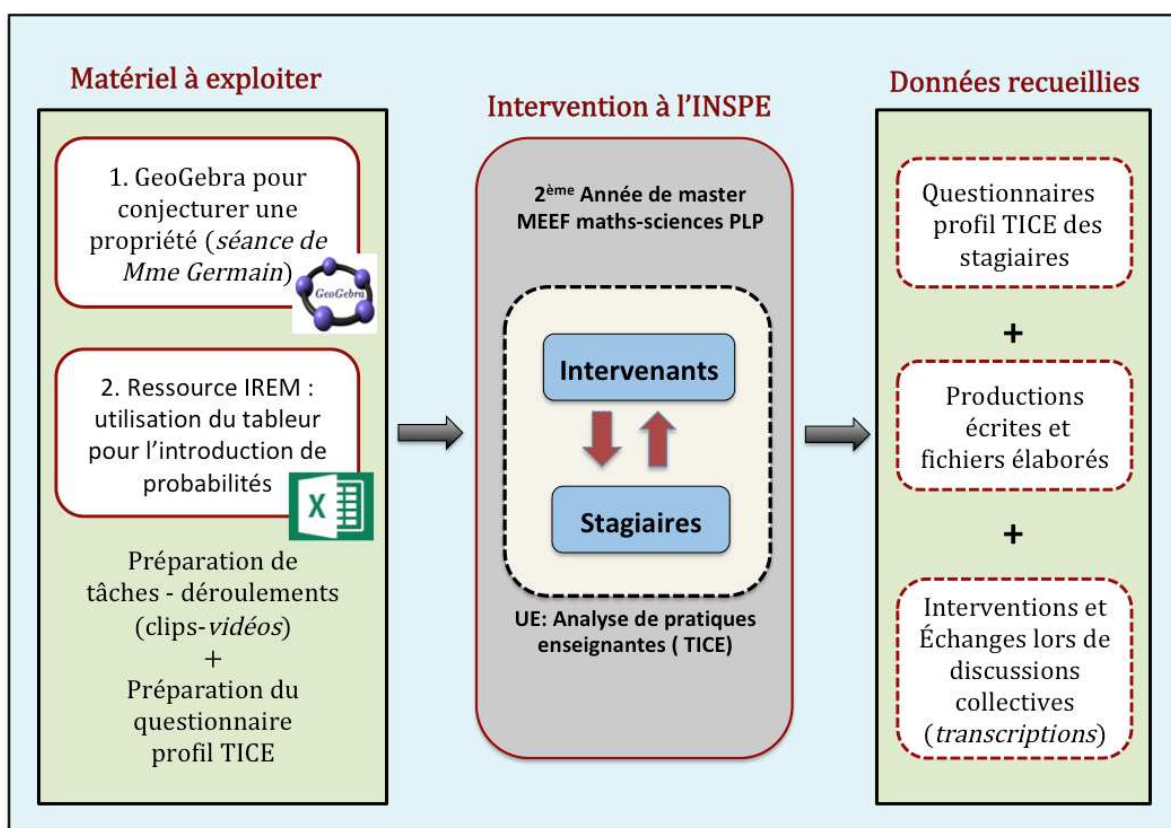 Matériel à exploiter
1. GeoGebra pour
conjecturer une
propriété (séance de
Mme Germain)
GeoGebra
2. Ressource IREM :
utilisation du tableur
pour l’introduction de
probabilités
X
Préparation de
tâches - déroulements
(clips-vidéos)
+
Préparation du
questionnaire
profil TICE
Intervention à l’INSPE
2ème Année de master
MEEF maths-sciences PLP
Intervenants
Stagiaires
UE: Analyse de pratiques
enseignantes ( TICE)
Données recueillies
Questionnaires
profil TICE des
stagiaires
+
Productions
écrites et
fichiers élaborés
+
Interventions et
Échanges lors de
discussions
collectives
(transcriptions)